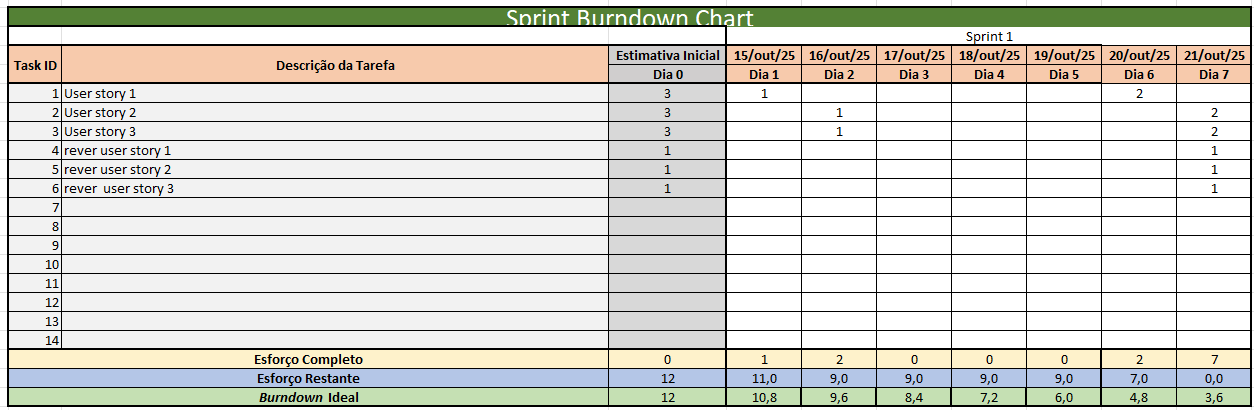 Sprint Burndown Chart
Sprint 1
Task ID Descrição da Tarefa Estimativa Inicial 15/out/25 16/out/25 17/out/25 18/out/25 19/out/25 20/out/25 21/out/25
Dia 0 Dia 1 Dia 2 Dia 3 Dia 4 Dia 5 Dia 6 Dia 7
1 User story 1 3 1 2
2 User story 2 3 1 2
3 User story 3 3 1 2
4 rever user story 1 1 1
5 rever user story 2 1 1
6 rever user story 3 1 1
7
8
9
10
11
12
13
14
Esforço Completo 0 1 2 0 0 0 2 7
Esforço Restante 12 11,0 9,0 9,0 9,0 9,0 7,0 0,0
Burndown Ideal 12 10,8 9,6 8,4 7,2 6,0 4,8 3,6